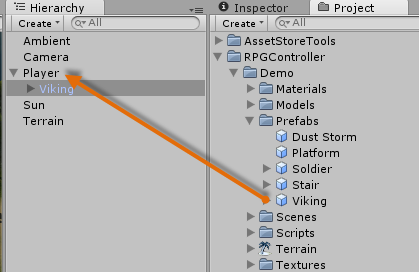 Hierarchy
Create All
Ambient
Camera
Player
Viking
Sun
Terrain
Inspector Project
Create All
AssetStoreTools
RPGController
Demo
Materials
Models
Prefabs
Dust Storm
Platform
Soldier
Stair
Viking
Scenes
Scripts
Terrain
Textures